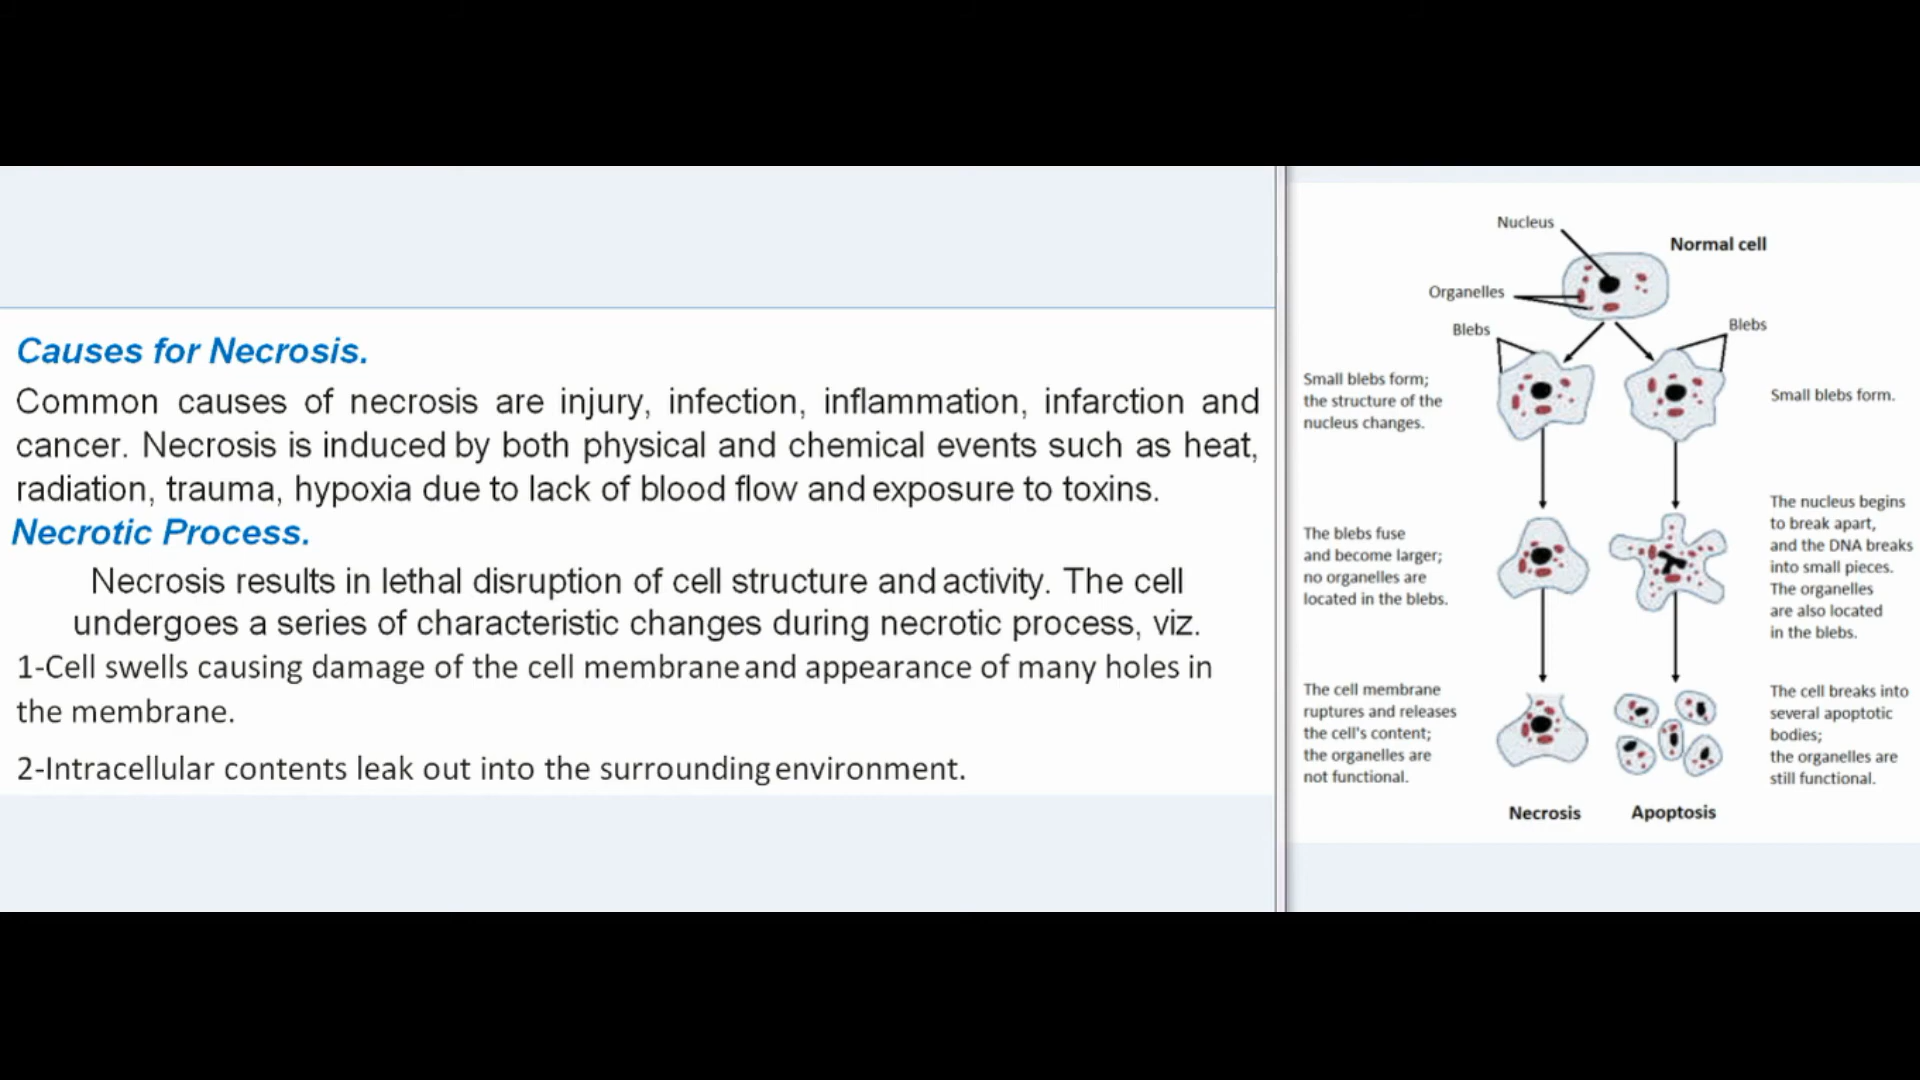 Causes for Necrosis.
Common causes of necrosis are injury, infection, inflammation, infarction and
cancer. Necrosis is induced by both physical and chemical events such as heat,
radiation, trauma, hypoxia due to lack of blood flow and exposure to toxins.
Necrotic Process.
Necrosis results in lethal disruption of cell structure and activity. The cell
undergoes a series of characteristic changes during necrotic process, viz.
1-Cell swells causing damage of the cell membrane and appearance of many holes in
the membrane.
2-Intracellular contents leak out into the surrounding environment.
Nucleus
Normal cell
Organelles
Blebs
Blebs
Small blebs form;
the structure of the
nucleus changes.
Small blebs form.
The blebs fuse
and become larger;
no organelles are
located in the blebs.
The nucleus begins
to break apart,
and the DNA breaks
into small pieces.
The organelles
are also located
in the blebs.
The cell membrane
ruptures and releases
the cell's content;
the organelles are
not functional.
The cell breaks into
several apoptotic
bodies;
the organelles are
still functional.
Necrosis
Apoptosis